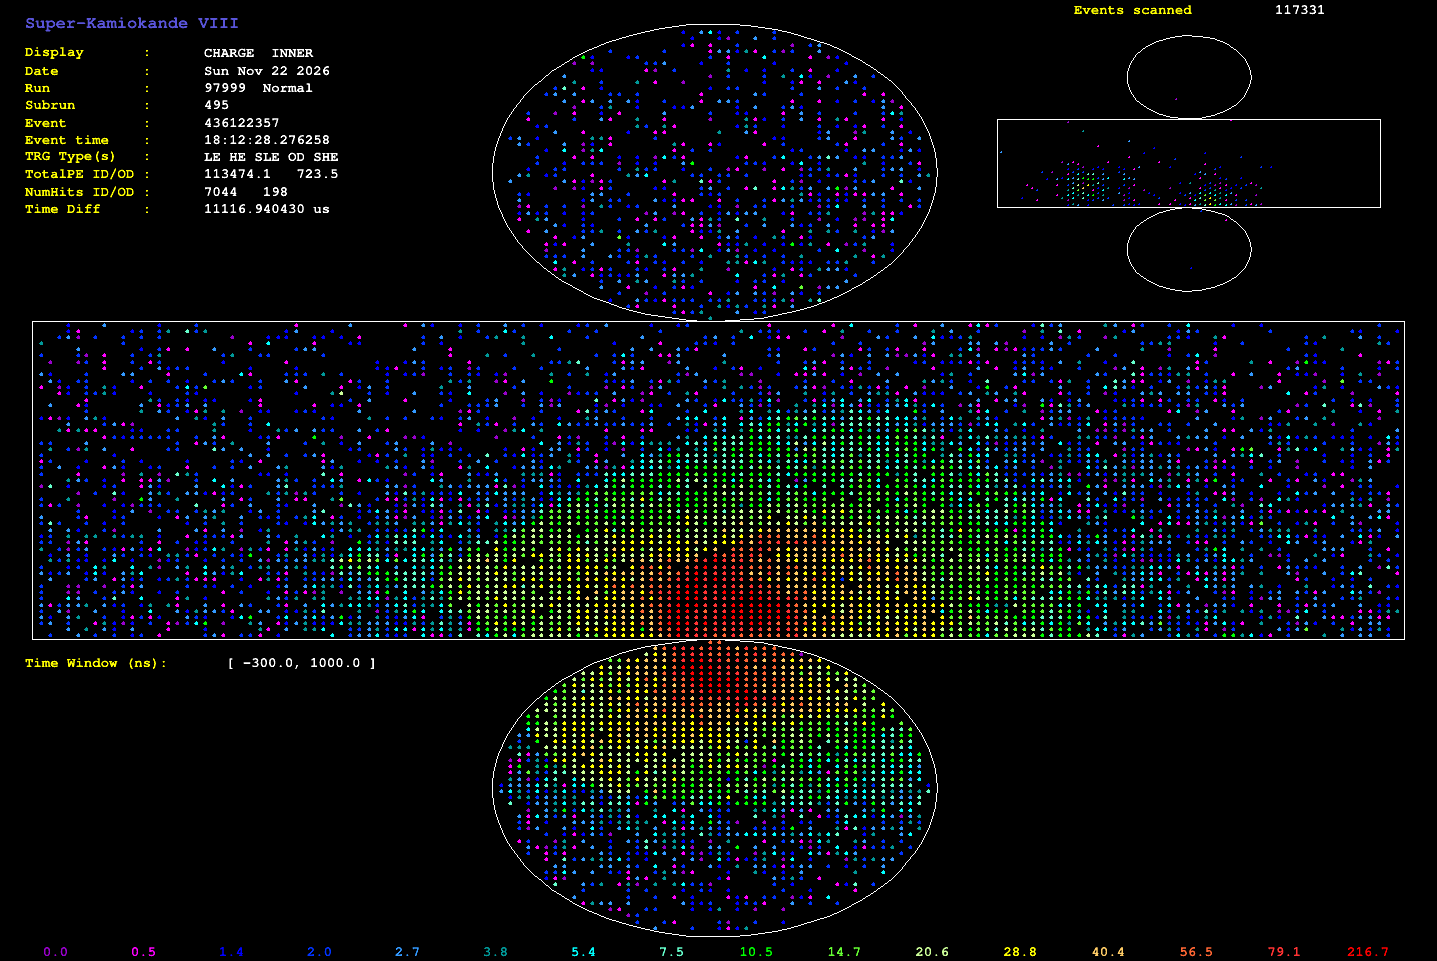 Super-Kamiokande VIII
Events scanned 117331
Display : CHARGE INNER
Date : Sun Nov 22 2026
Run : 97999 Normal
Subrun : 495
Event : 436122357
Event time : 18:12:28.276258
TRG Type(s) : LE HE SLE OD SHE
TotalPE ID/OD : 113474.1 723.5
NumHits ID/OD : 7044 198
Time Diff : 11116.940430 us
Time Window (ns): [ -300.0, 1000.0 ]
0.0 0.5 1.4 2.0 2.7 3.8 5.4 7.5 10.5 14.7 20.6 28.8 40.4 56.5 79.1 216.7